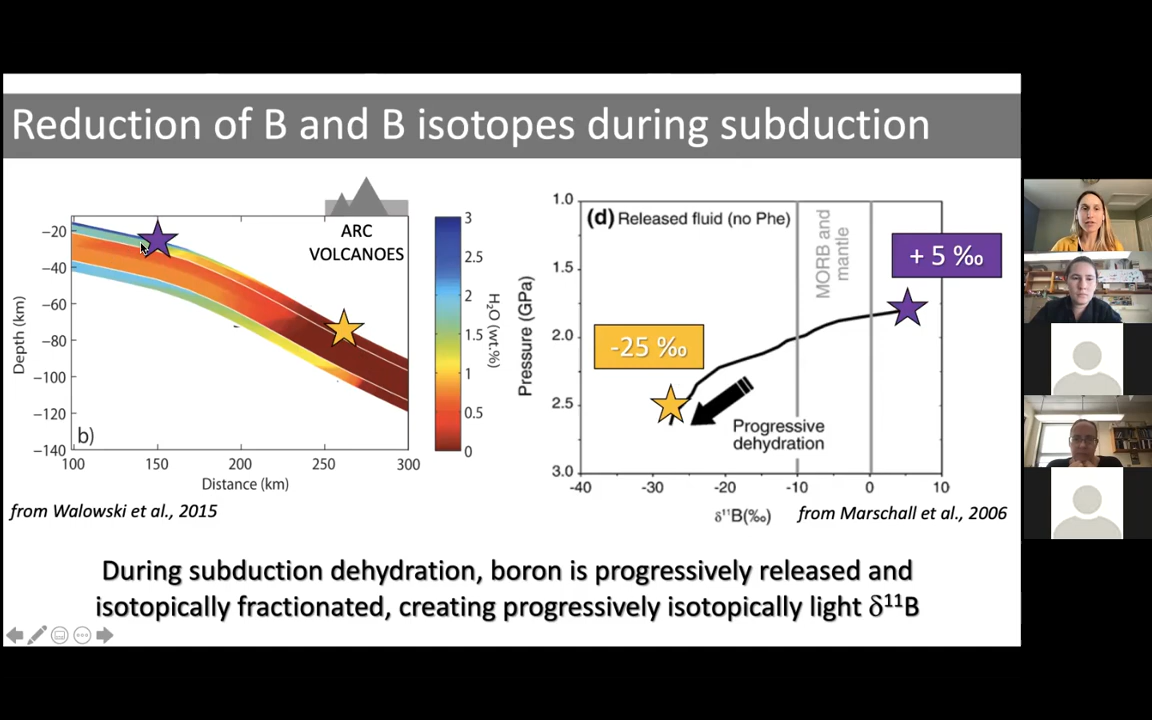 Reduction of B and B isotopes during subduction
ARC
VOLCANOES
−20
−40
−60
−80
−100
−120
−140
Depth (km)
b)
100
150
200
250
300
Distance (km)
3
2.5
2
1.5
1
0.5
0
H2O (wt.%)
from Walowski et al., 2015
1.0
1.5
2.0
2.5
3.0
Pressure (GPa)
(d) Released fluid (no Phe)
MORB and
mantle
+ 5 ‰
-25 ‰
Progressive
dehydration
-40
-30
-20
-10
0
10
δ¹¹B(‰)
from Marschall et al., 2006
During subduction dehydration, boron is progressively released and
isotopically fractionated, creating progressively isotopically light δ¹¹B